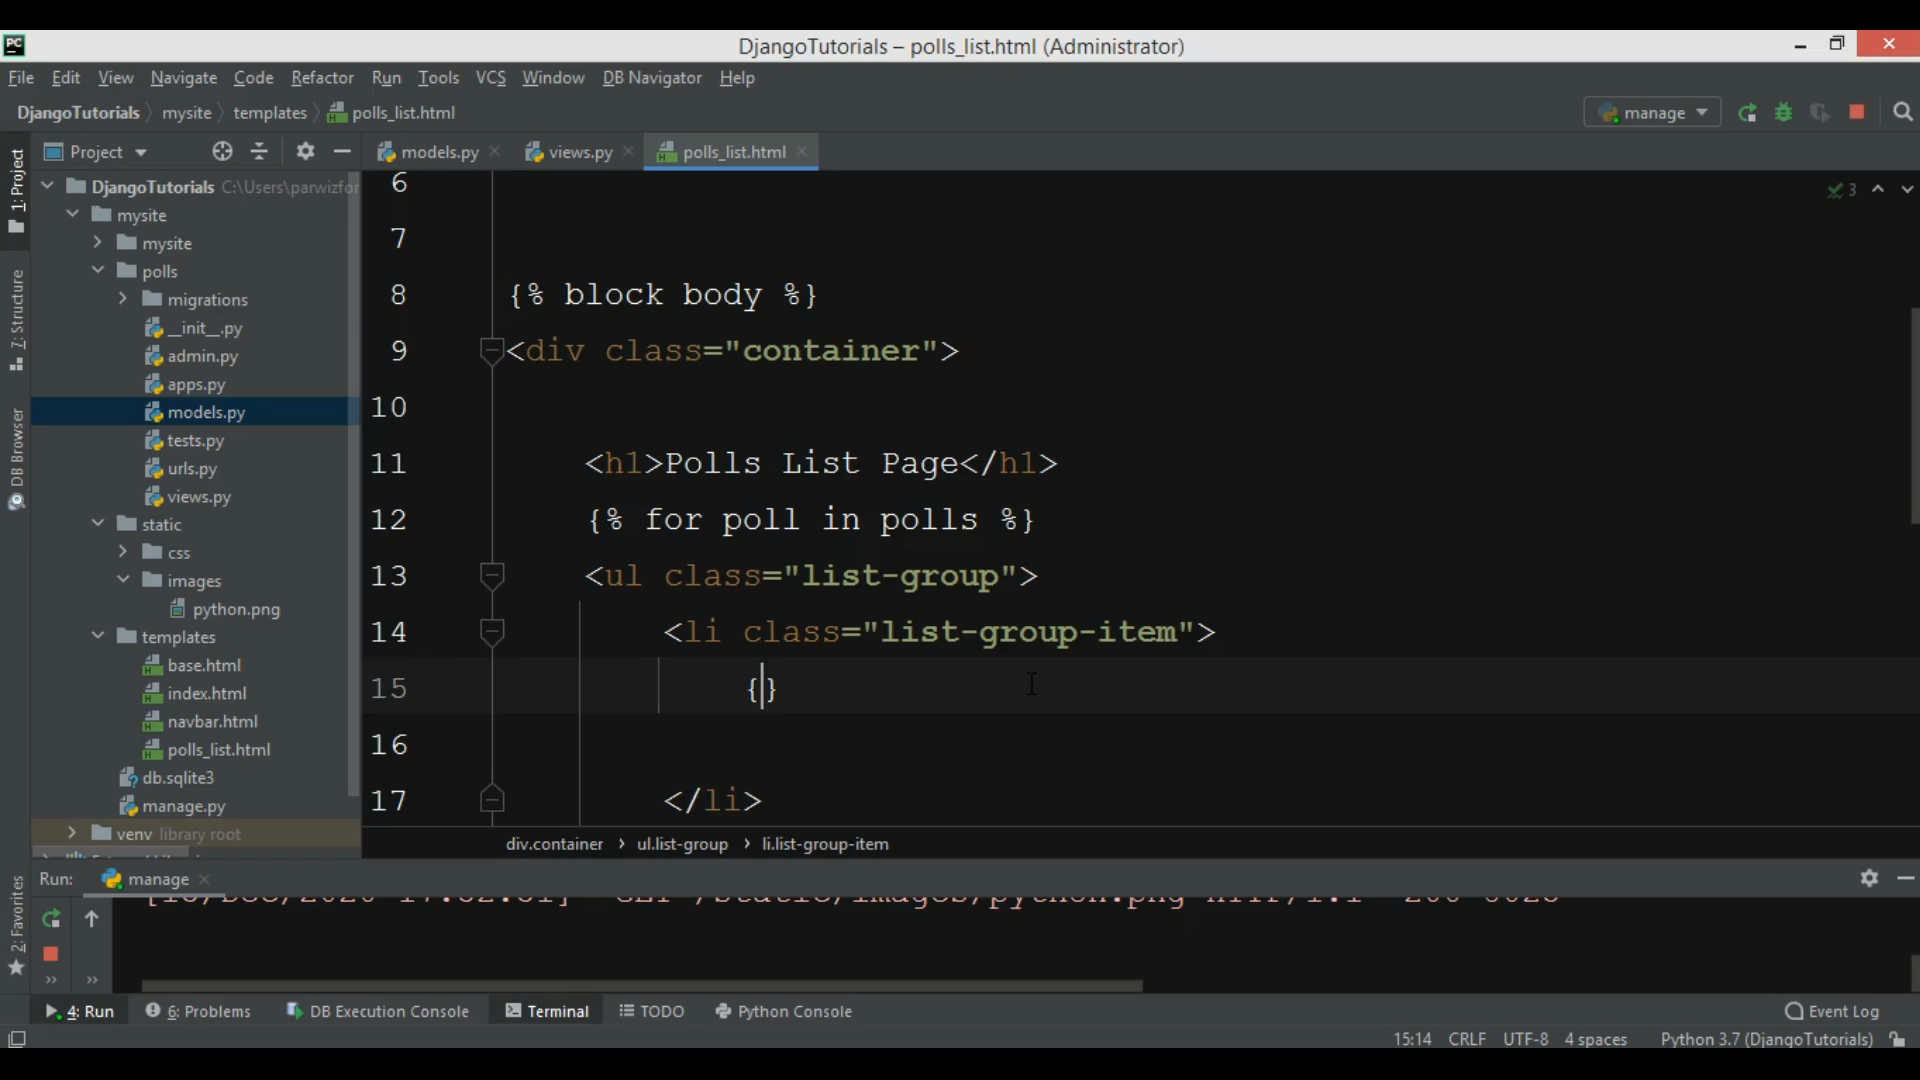 PC
DjangoTutorials – polls_list.html (Administrator)
File Edit View Navigate Code Refactor Run Tools VCS Window DB Navigator Help
DjangoTutorials mysite templates polls_list.html
manage
Project
models.py
views.py
polls_list.html
1: Project
7: Structure
DB Browser
2: Favorites
DjangoTutorials C:\Users\parwizfor
mysite
mysite
polls
migrations
__init__.py
admin.py
apps.py
models.py
tests.py
urls.py
views.py
static
css
images
python.png
templates
base.html
index.html
navbar.html
polls_list.html
db.sqlite3
manage.py
venv library root
3
6
7
8 {% block body %}
9 <div class="container">
10
11 <h1>Polls List Page</h1>
12 {% for poll in polls %}
13 <ul class="list-group">
14 <li class="list-group-item">
15 {}
16
17 </li>
div.container › ul.list-group › li.list-group-item
Run: manage
4: Run 6: Problems DB Execution Console Terminal TODO Python Console Event Log
15:14 CRLF UTF-8 4 spaces Python 3.7 (DjangoTutorials)